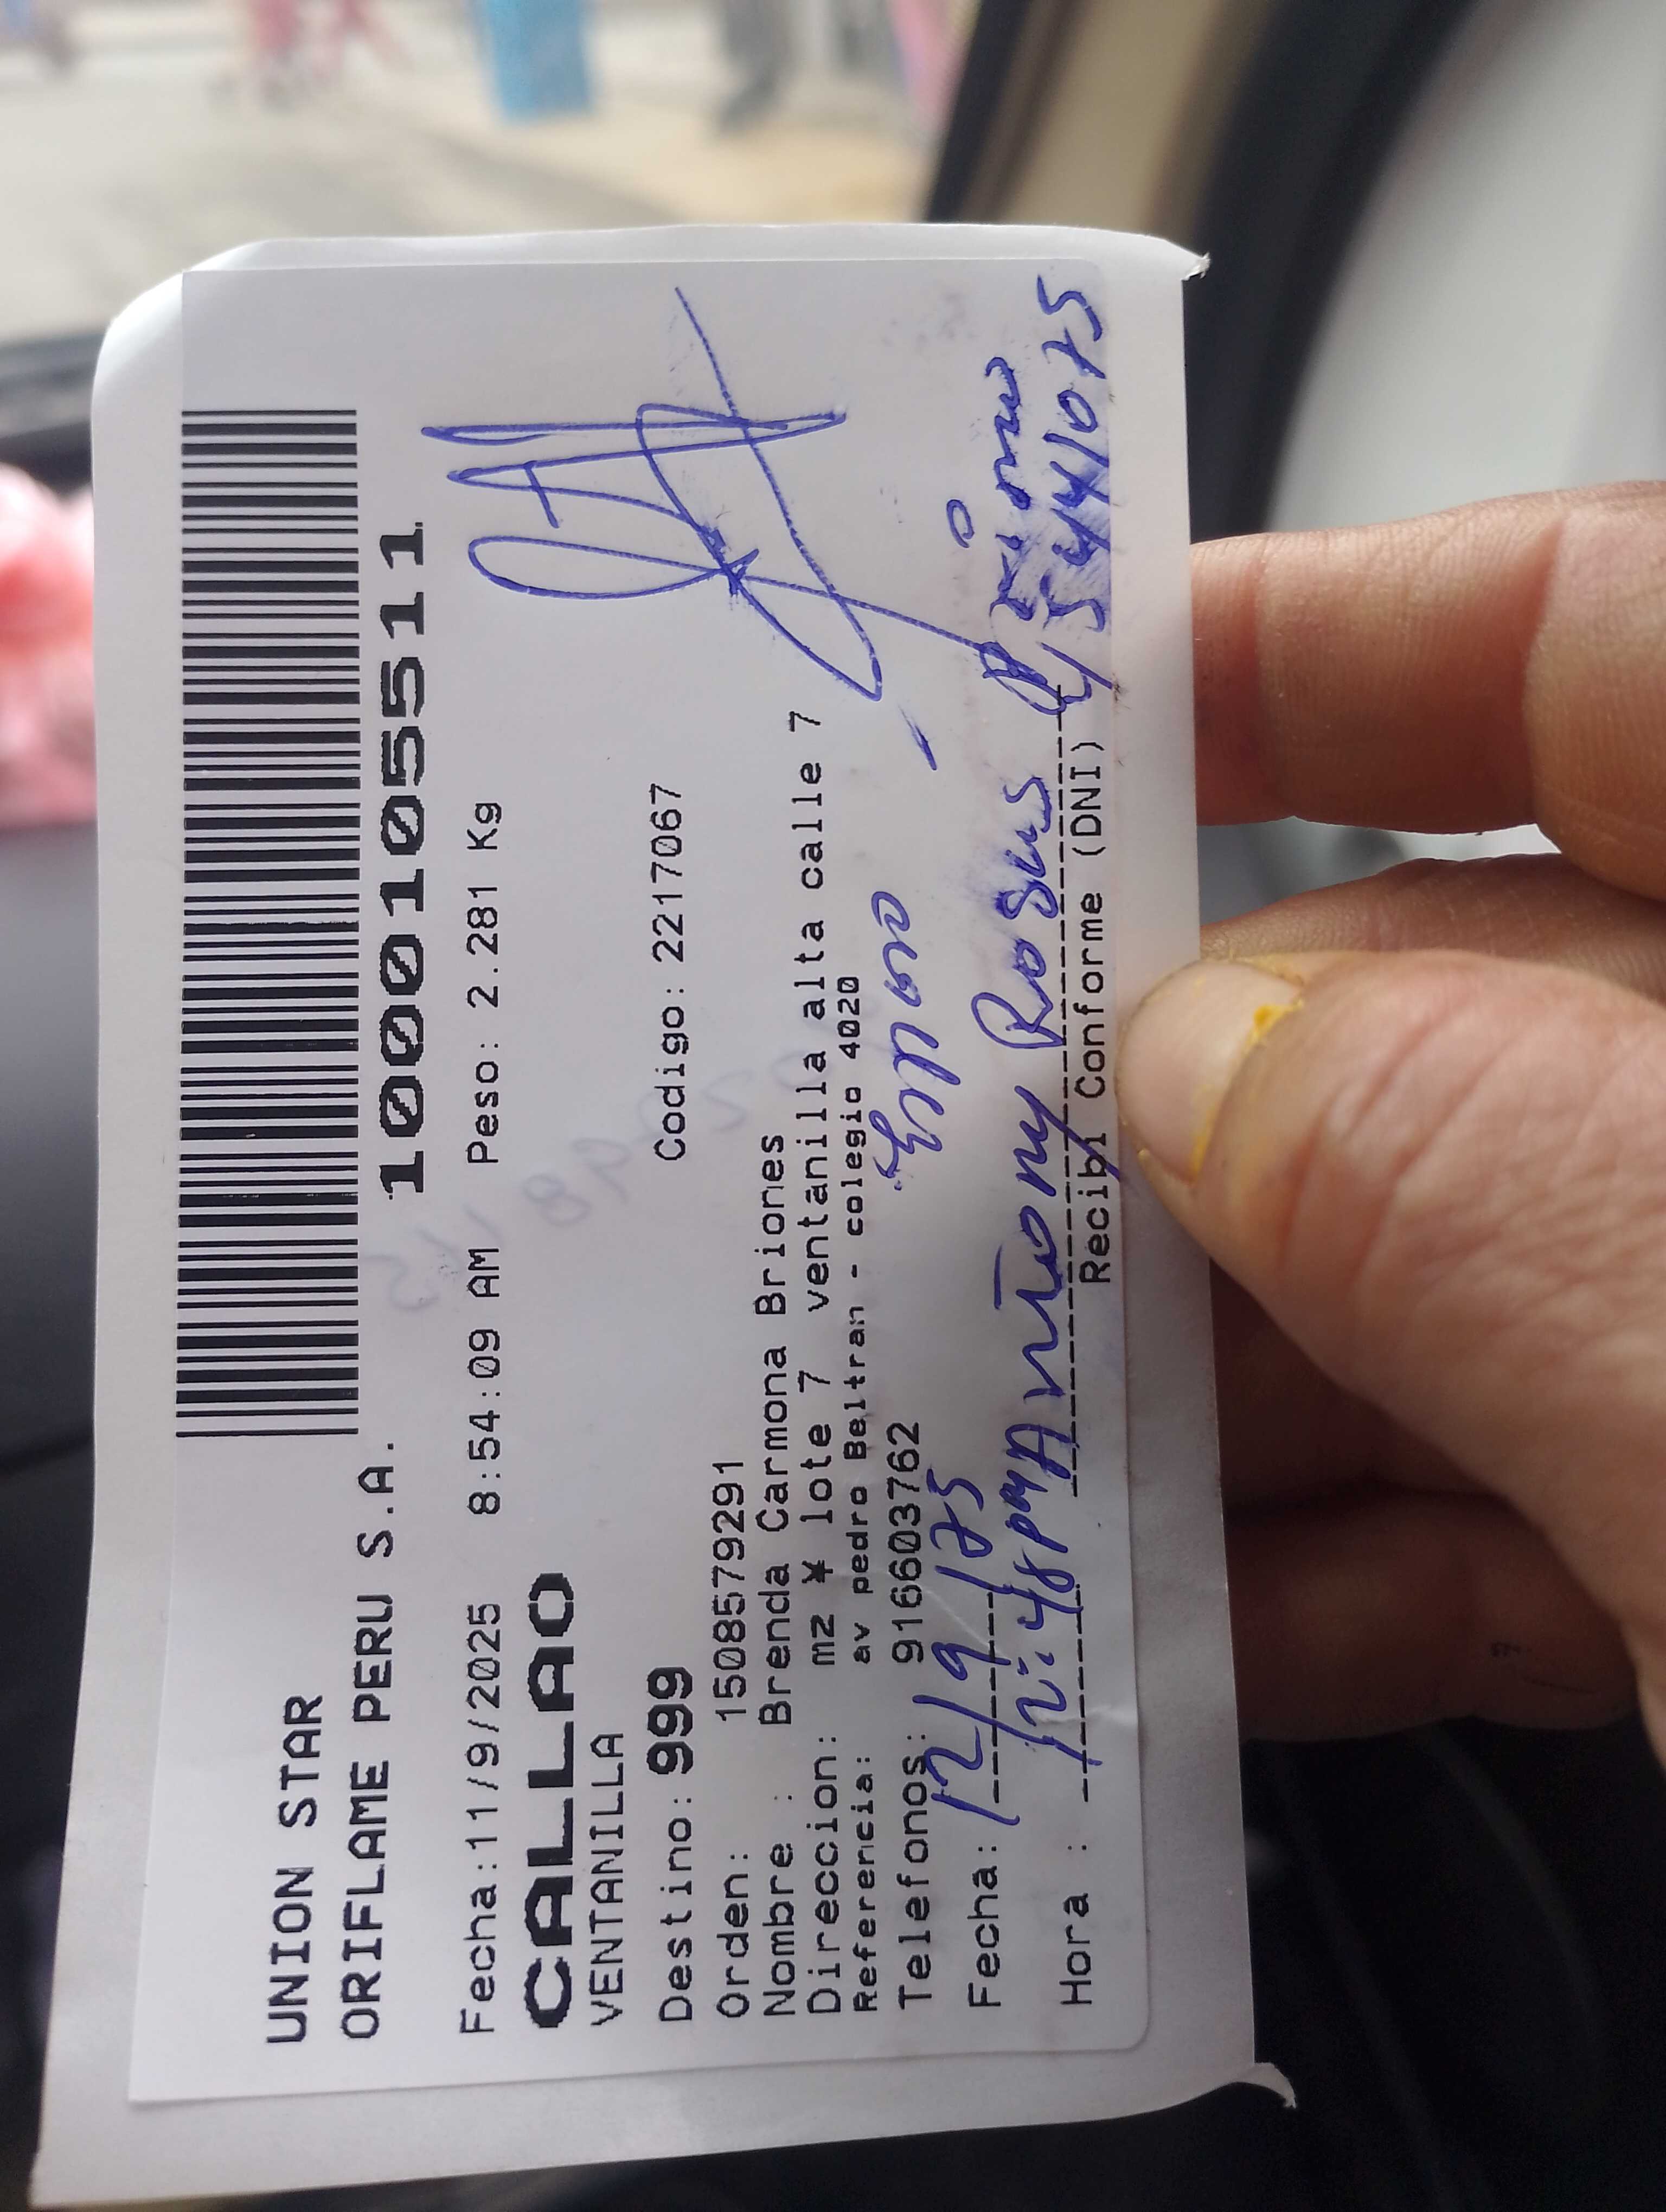 UNION STAR
ORIFLAME PERU S.A.
1000105511
Fecha:11/9/2025 8:54:09 AM Peso: 2.281 Kg
CALLAO
VENTANILLA
Destino: 999 Codigo: 2217067
Orden: 1508579291
Nombre : Brenda Carmona Briones
Direccion: mz ¥ lote 7 ventanilla alta calle 7
Referencia: av pedro Beltran - colegio 4020
Telefonos: 916603762
Fecha: 12/9/25
Hora : 12:48pm Antony Rosas
Recibi Conforme (DNI)